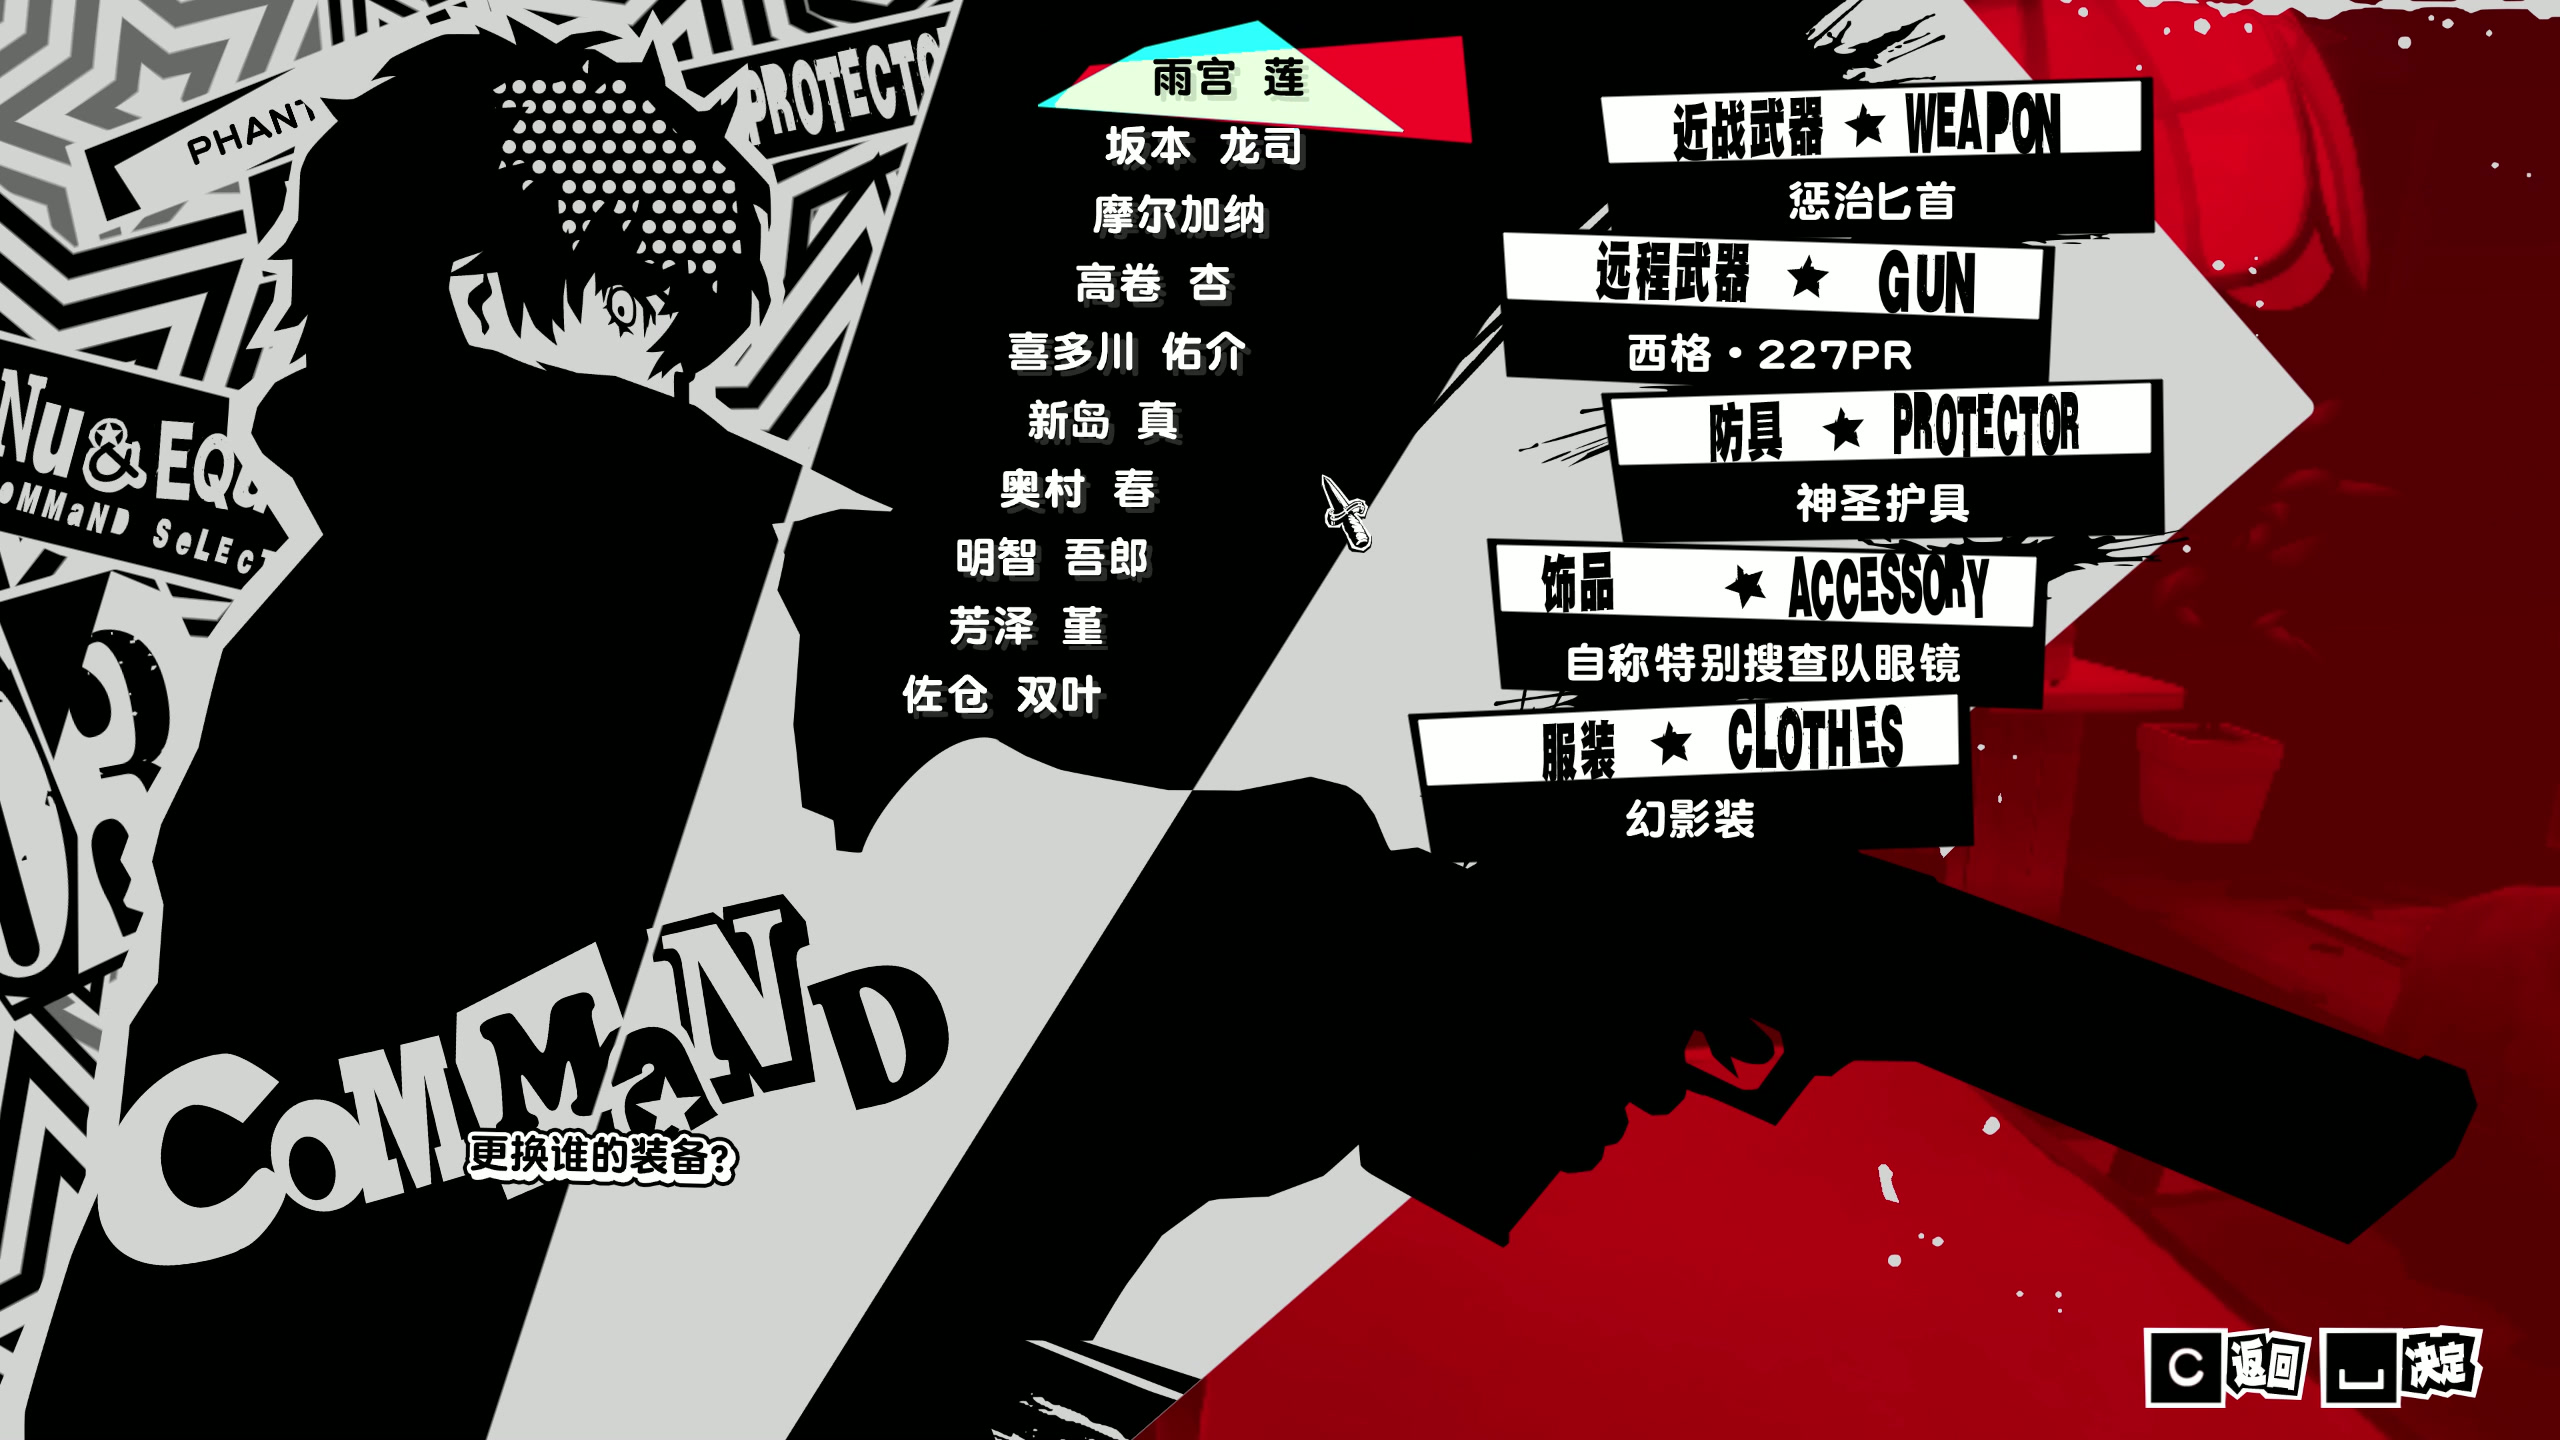 PHANT
PROTECTO
Nu & EQu
COMMaND SeLEcT
雨宫 莲
坂本 龙司
摩尔加纳
高卷 杏
喜多川 佑介
新岛 真
奥村 春
明智 吾郎
芳泽 堇
佐仓 双叶
近战武器 ★ WEAPON
惩治匕首
远程武器 ★ GUN
西格·227PR
防具 ★ PROTECTOR
神圣护具
饰品 ★ ACCESSORY
自称特别搜查队眼镜
服装 ★ CLOTHES
幻影装
CoMMaND
更换谁的装备?
C 返回 ␣ 决定